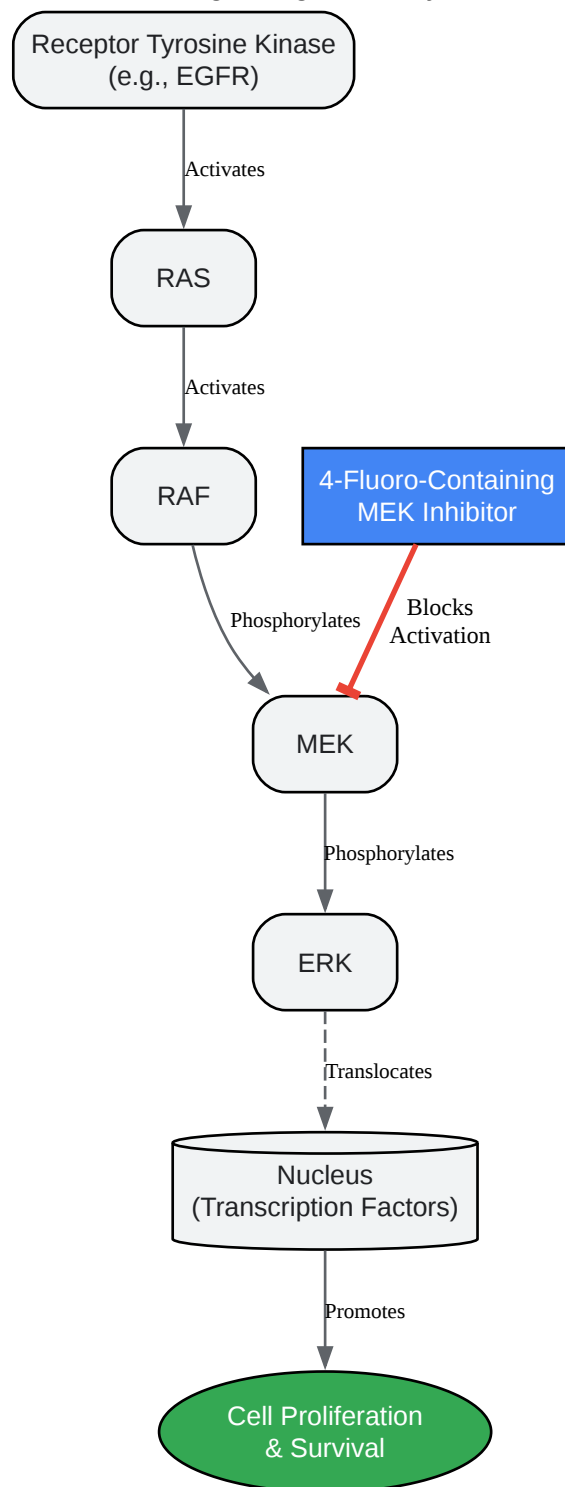 Receptor Tyrosine Kinase
(e.g., EGFR)
Activates
RAS
Activates
RAF
4-Fluoro-Containing
MEK Inhibitor
Phosphorylates
Blocks
Activation
MEK
Phosphorylates
ERK
Translocates
Nucleus
(Transcription Factors)
Promotes
Cell Proliferation
& Survival